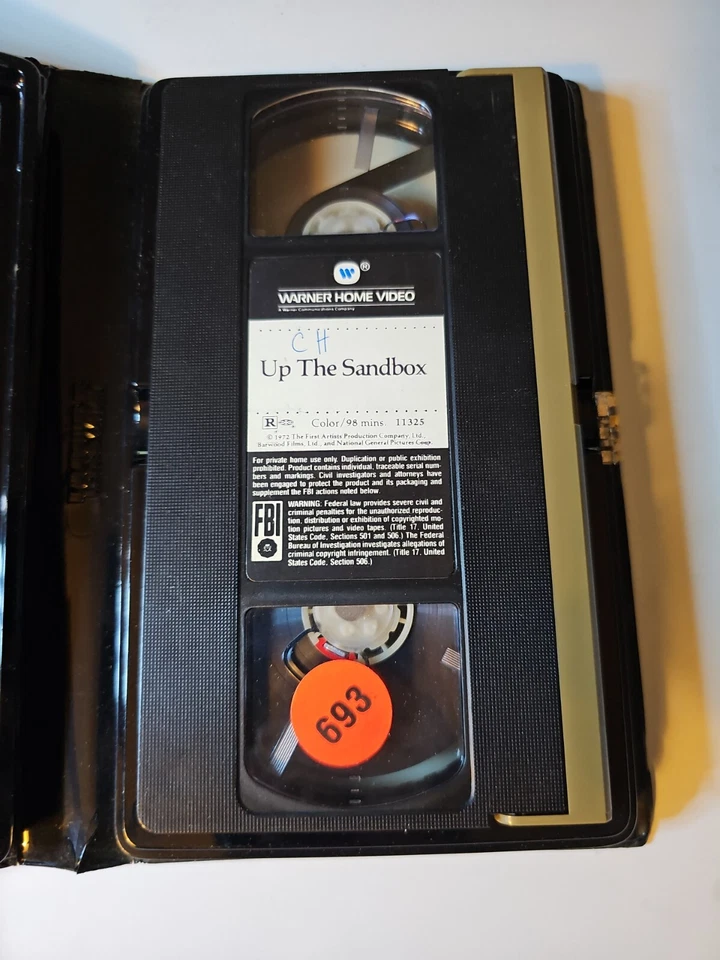 W ®
WARNER HOME VIDEO
A Warner Communications Company
CH
Up The Sandbox
R Color/98 mins. 11325
© 1972 The First Artists Production Company, Ltd.,
Barwood Films, Ltd., and National General Pictures Corp.
For private home use only. Duplication or public exhibition
prohibited. Product contains individual, traceable serial num-
bers and markings. Civil investigators and attorneys have
been engaged to protect the product and its packaging and
supplement the FBI actions noted below.
FBI
WARNING. Federal law provides severe civil and
criminal penalties for the unauthorized reproduc-
tion, distribution or exhibition of copyrighted mo-
tion pictures and video tapes. (Title 17, United
States Code, Sections 501 and 506.) The Federal
Bureau of Investigation investigates allegations of
criminal copyright infringement. (Title 17, United
States Code, Section 506.)
693